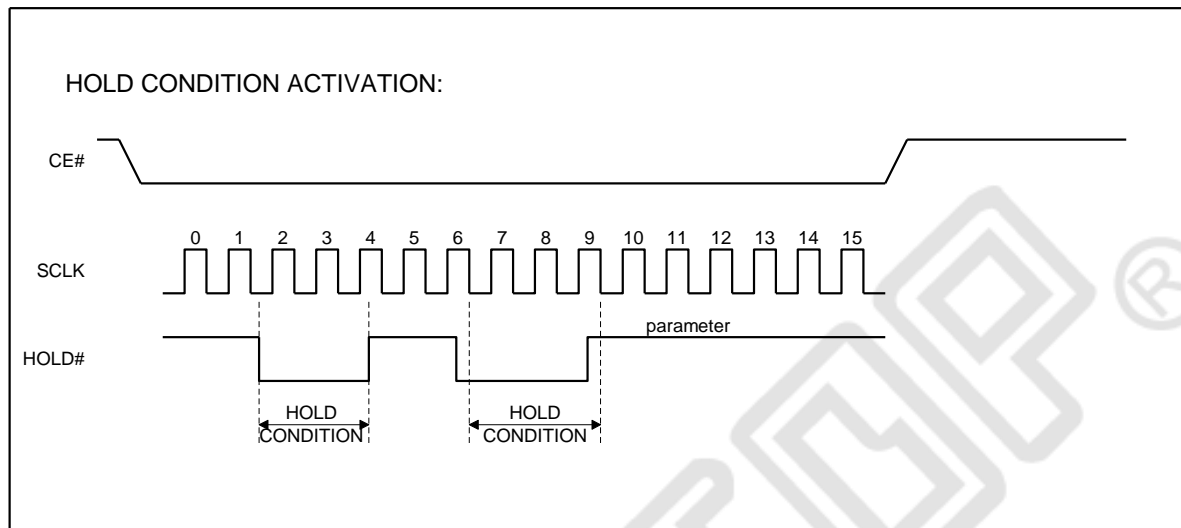 HOLD CONDITION ACTIVATION:
CE#
0 1 2 3 4 5 6 7 8 9 10 11 12 13 14 15
SCLK
parameter
HOLD#
HOLD CONDITION
HOLD CONDITION
®